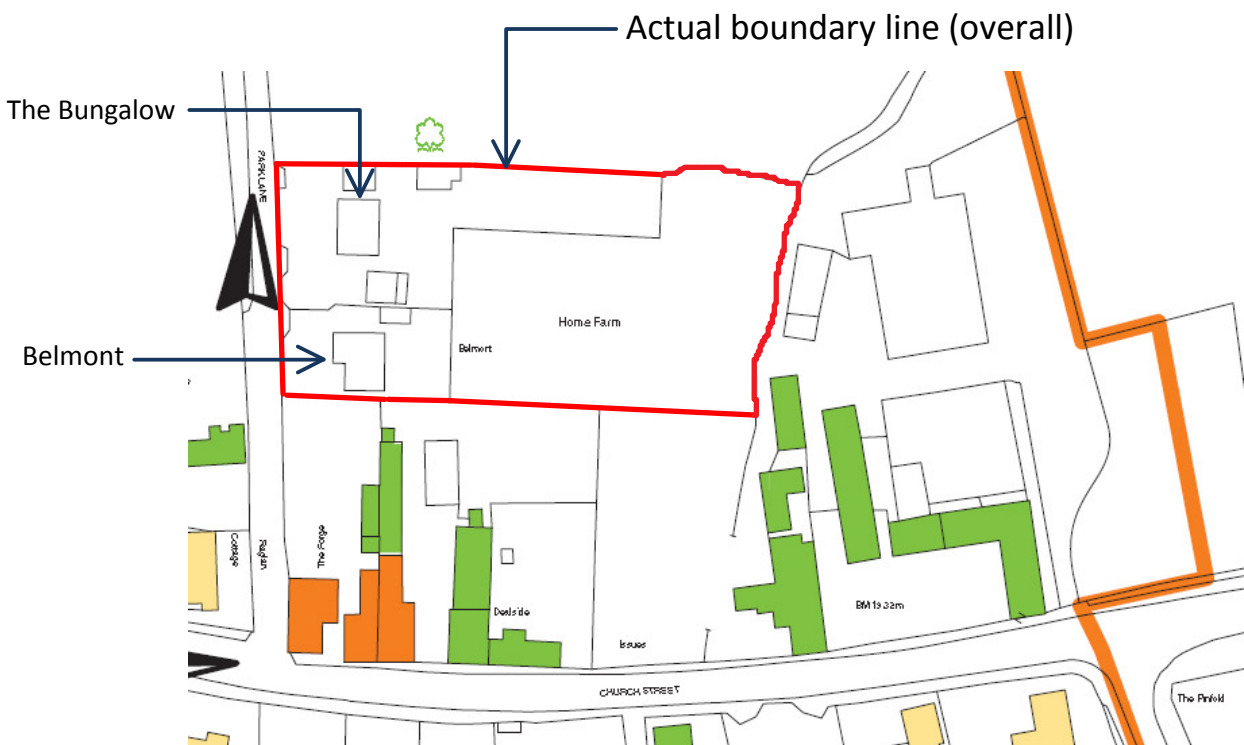 Actual boundary line (overall)
The Bungalow
PARK LANE
Home Farm
Belmont
Belmont
Cottage
Raglan
The Forge
Dealside
BM 19.32m
Issues
CHURCH STREET
The Pinfold